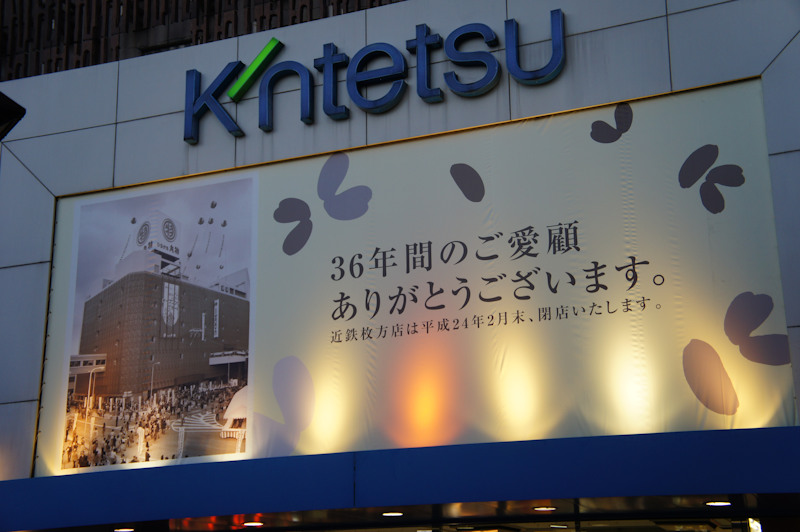 Kintetsu
36年間のご愛顧
ありがとうございます。
近鉄枚方店は平成24年2月末、閉店いたします。